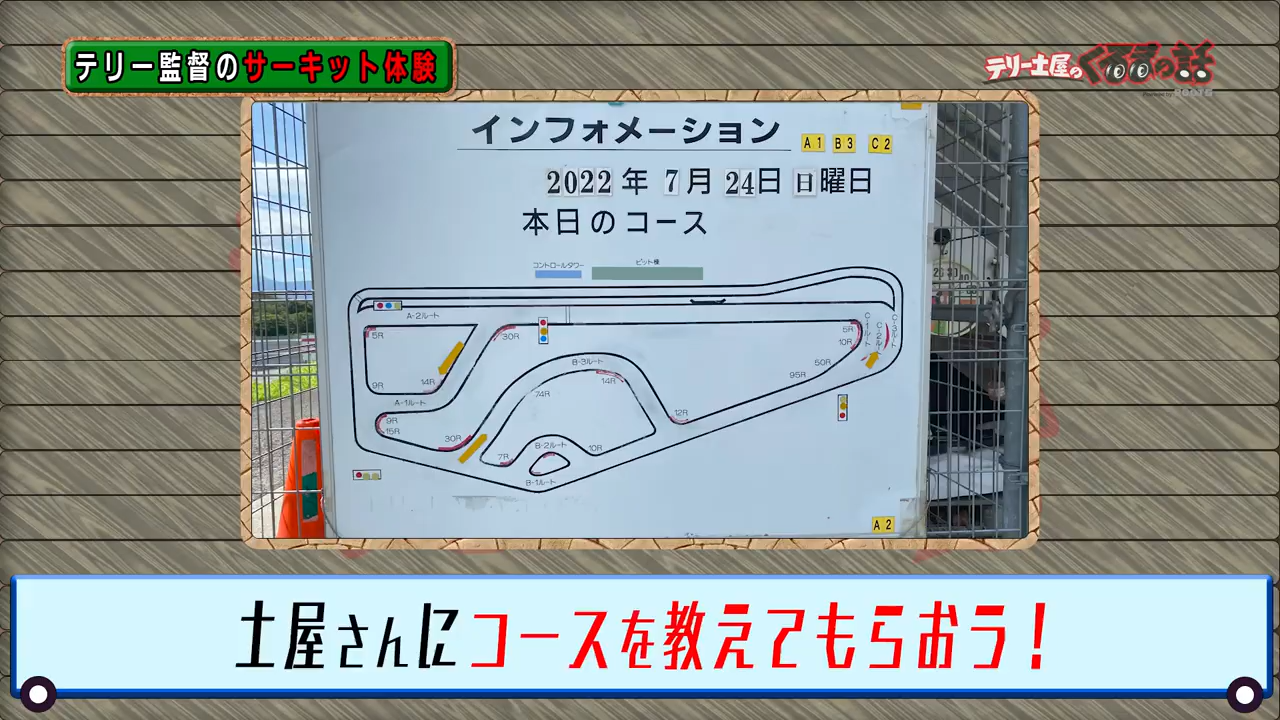 テリー監督のサーキット体験
テリー土屋のくるまの話
インフォメーション
A1 B3 C2
2022年 7月 24日 日曜日
本日のコース
コントロールタワー
ピット棟
A-2ルート
5R
30R
5R
C-1ルート
C-2ルート
C-3ルート
10R
B-3ルート
50R
9R
14R
14R
95R
74R
A-1ルート
12R
9R
15R
30R
B-2ルート
10R
7R
B-1ルート
A2
土屋さんにコースを教えてもらおう!